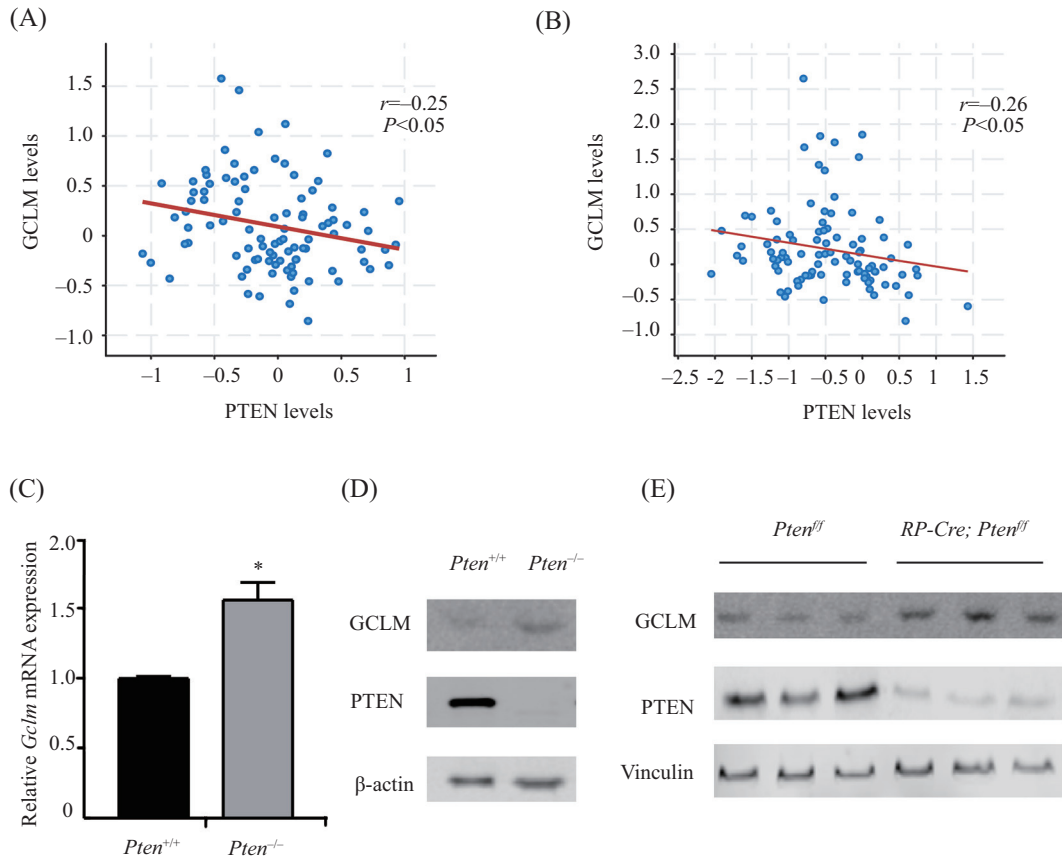 (A)
1.5
1.0
0.5
0
–0.5
–1.0
GCLM levels
r=–0.25
P<0.05
–1
–0.5
0
0.5
1
PTEN levels
(B)
3.0
2.5
2.0
1.5
1.0
0.5
0
–0.5
–1.0
GCLM levels
r=–0.26
P<0.05
-2.5
-2
–1.5
–1
–0.5
0
0.5
1
1.5
PTEN levels
(C)
2.0
1.5
1.0
0.5
0
Relative Gclm mRNA expression
*
Pten+/+
Pten–/–
(D)
Pten+/+ Pten–/–
GCLM
PTEN
β-actin
(E)
Ptenf/f RP-Cre; Ptenf/f
GCLM
PTEN
Vinculin